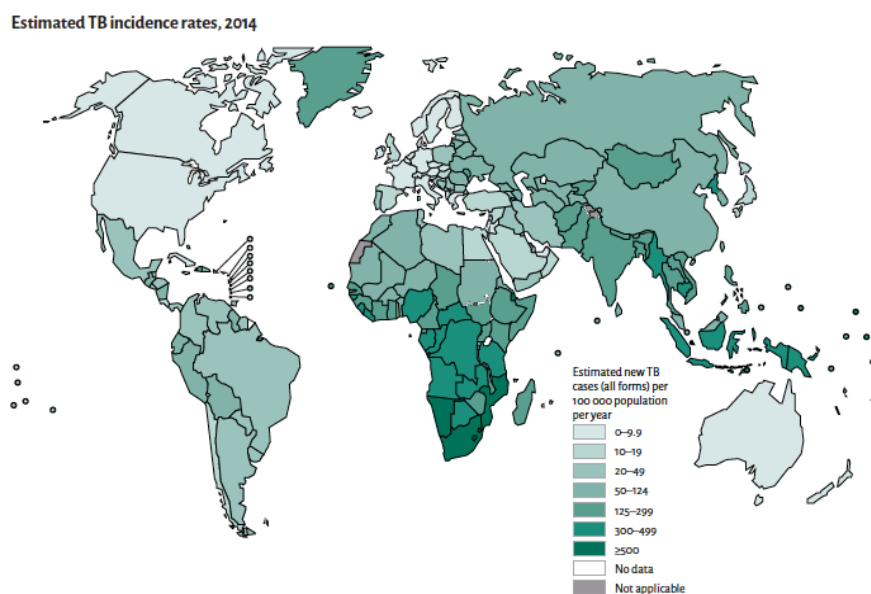 Estimated TB incidence rates, 2014
Estimated new TB
cases (all forms) per
100 000 population
per year
0–9.9
10–19
20–49
50–124
125–299
300–499
≥500
No data
Not applicable